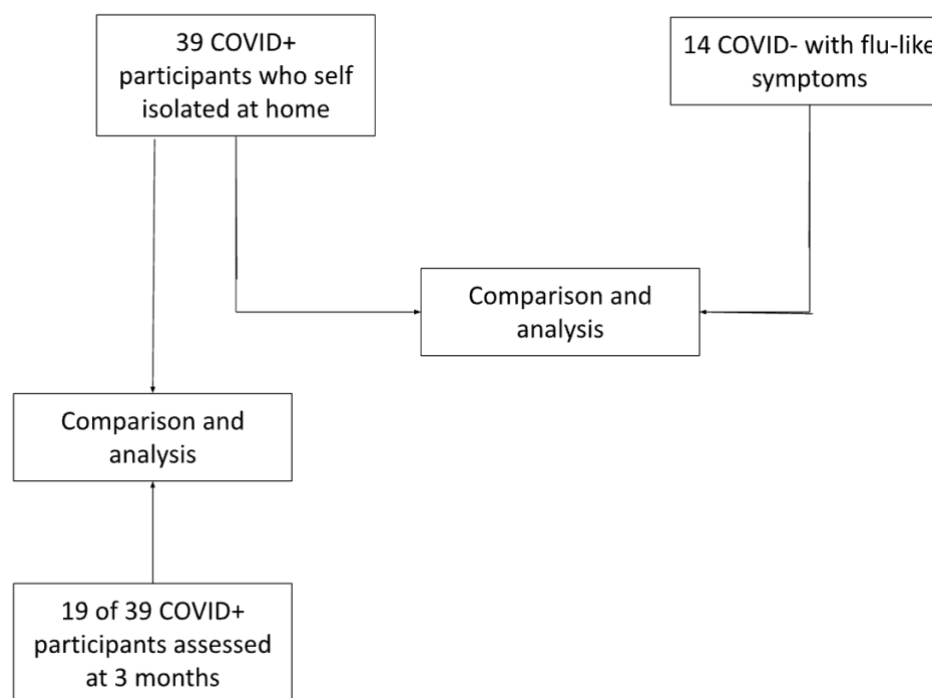 39 COVID+
participants who self
isolated at home
14 COVID- with flu-like
symptoms
Comparison and
analysis
Comparison and
analysis
19 of 39 COVID+
participants assessed
at 3 months